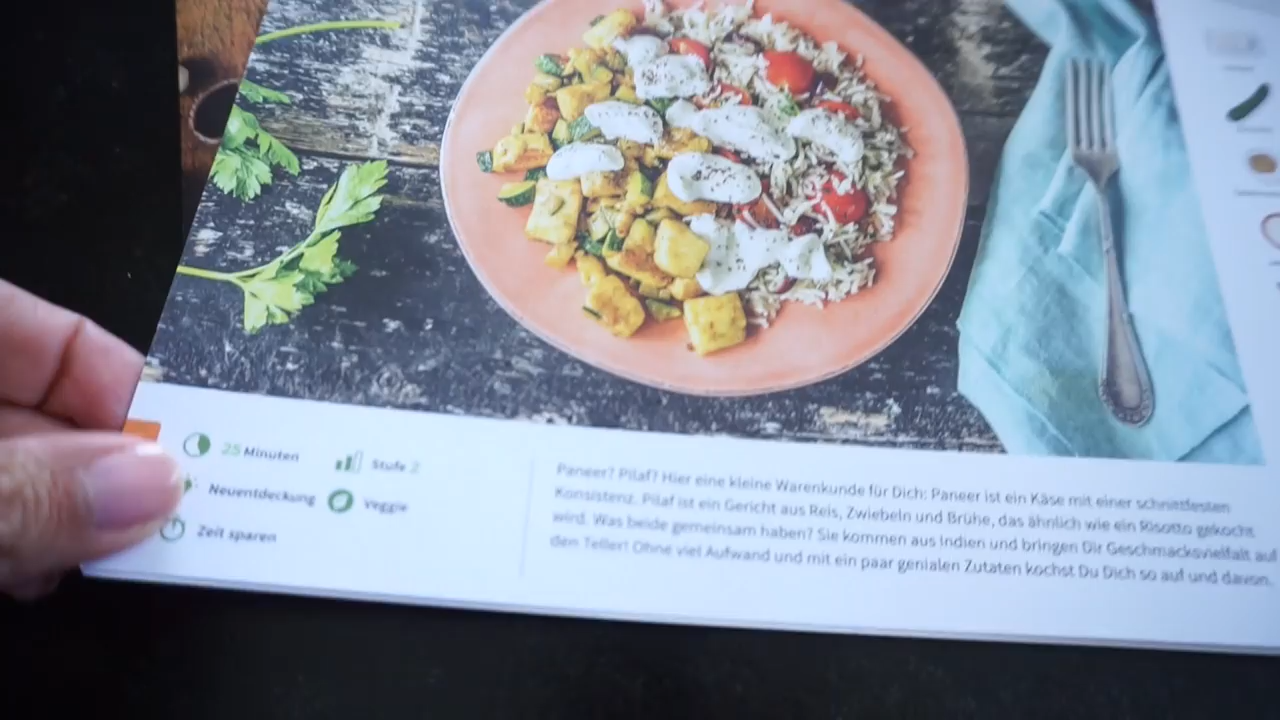 25 Minuten
Stufe 2
Neuentdeckung
Veggie
Zeit sparen
Paneer? Pilaf? Hier eine kleine Warenkunde für Dich: Paneer ist ein Käse mit einer schnittfesten
Konsistenz. Pilaf ist ein Gericht aus Reis, Zwiebeln und Brühe, das ähnlich wie ein Risotto gekocht
wird. Was beide gemeinsam haben? Sie kommen aus Indien und bringen Dir Geschmacksvielfalt auf
den Teller! Ohne viel Aufwand und mit ein paar genialen Zutaten kochst Du Dich so auf und davon.